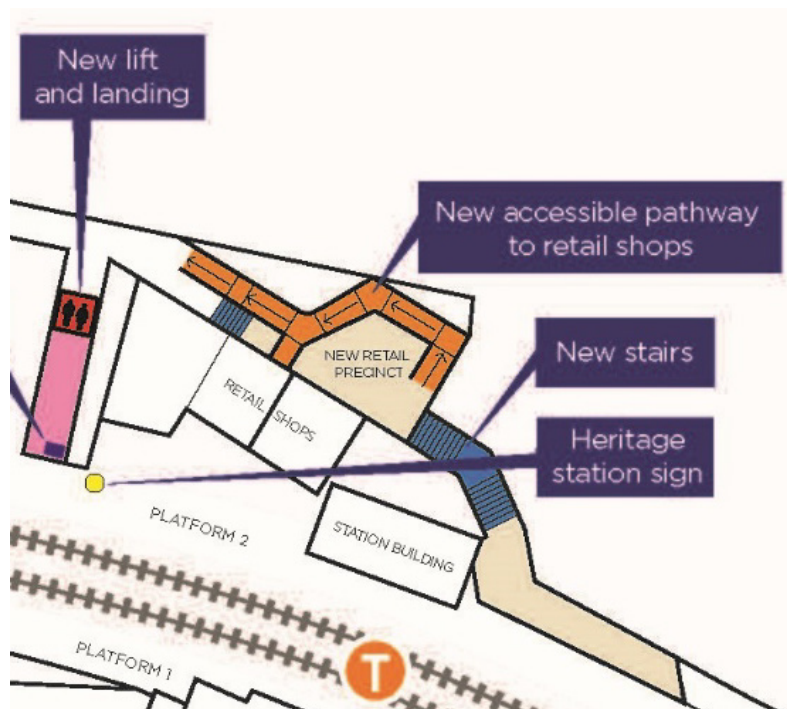 New lift
and landing
New accessible pathway
to retail shops
New stairs
Heritage
station sign
NEW RETAIL
PRECINCT
RETAIL SHOPS
STATION BUILDING
PLATFORM 2
PLATFORM 1
T